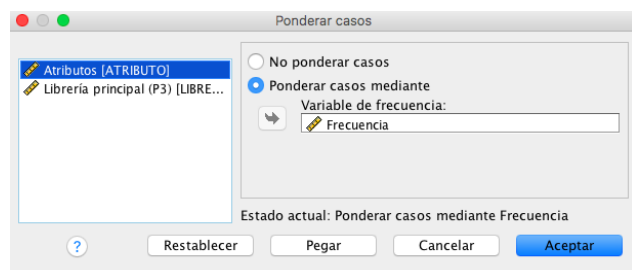 Ponderar casos
Atributos [ATRIBUTO]
Librería principal (P3) [LIBRE...
No ponderar casos
Ponderar casos mediante
Variable de frecuencia:
Frecuencia
Estado actual: Ponderar casos mediante Frecuencia
?
Restablecer
Pegar
Cancelar
Aceptar